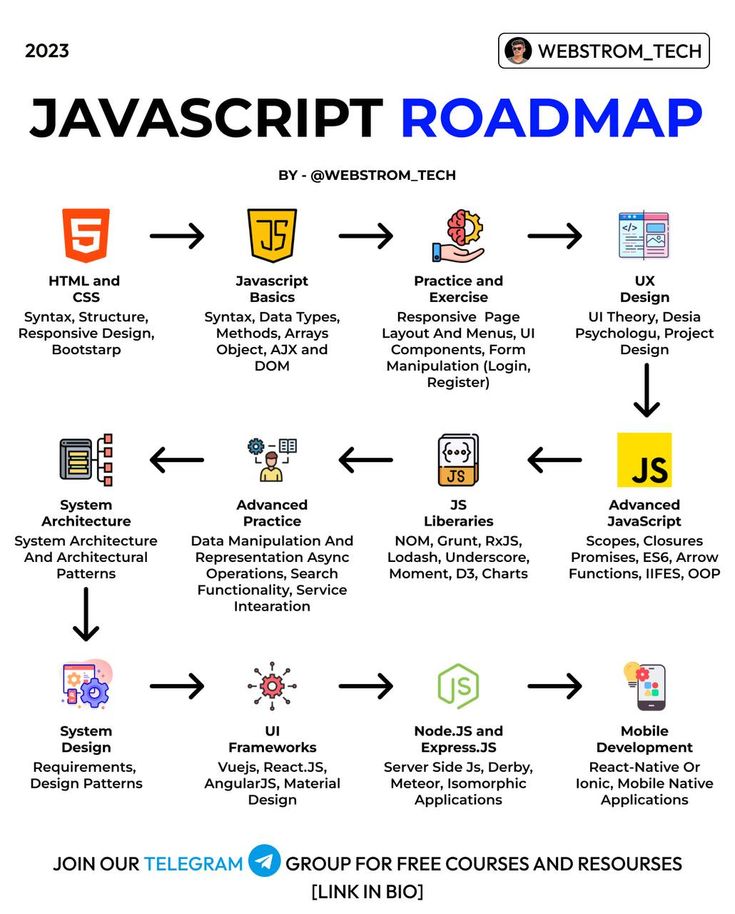 2023
WEBSTROM_TECH
JAVASCRIPT ROADMAP
BY - @WEBSTROM_TECH
5
HTML and
CSS
Syntax, Structure,
Responsive Design,
Bootstarp
JS
Javascript
Basics
Syntax, Data Types,
Methods, Arrays
Object, AJX and
DOM
Practice and
Exercise
Responsive Page
Layout And Menus, UI
Components, Form
Manipulation (Login,
Register)
</>
UX
Design
UI Theory, Desia
Psychologu, Project
Design
JS
Advanced
JavaScript
Scopes, Closures
Promises, ES6, Arrow
Functions, IIFES, OOP
{...}
JS
JS
Liberaries
NOM, Grunt, RxJS,
Lodash, Underscore,
Moment, D3, Charts
Advanced
Practice
Data Manipulation And
Representation Async
Operations, Search
Functionality, Service
Intearation
System
Architecture
System Architecture
And Architectural
Patterns
System
Design
Requirements,
Design Patterns
UI
Frameworks
Vuejs, React.JS,
AngularJS, Material
Design
JS
Node.JS and
Express.JS
Server Side Js, Derby,
Meteor, Isomorphic
Applications
Mobile
Development
React-Native Or
Ionic, Mobile Native
Applications
JOIN OUR TELEGRAM GROUP FOR FREE COURSES AND RESOURSES
[LINK IN BIO]